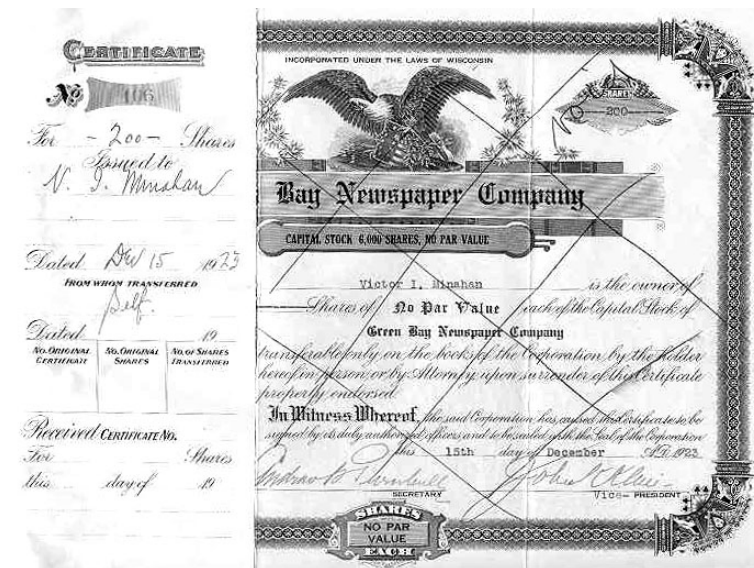 CERTIFICATE
No 106
For -200- Shares
Issued to
V. I. Minahan
Dated Dec 15 1923
FROM WHOM TRANSFERRED
Self.
Dated 19
NO. ORIGINAL CERTIFICATE
NO. ORIGINAL SHARES
NO. OF SHARES TRANSFERRED
Received CERTIFICATE NO.
For Shares
this day of 19
INCORPORATED UNDER THE LAWS OF WISCONSIN
SHARES
200
Bay Newspaper Company
CAPITAL STOCK 6,000 SHARES, NO PAR VALUE
Victor I. Minahan is the owner of
Shares of No Par Value each of the Capital Stock of
Green Bay Newspaper Company
transferable only on the books of the Corporation by the holder
hereof in person or by Attorney upon surrender of this Certificate
properly endorsed.
In Witness Whereof, the said Corporation has caused this Certificate to be
signed by its duly authorized officers and to be sealed with the Seal of the Corporation
this 15th day of December A.D. 1923
Andrew B. Turnbull
SECRETARY
John K Kline
Vice- PRESIDENT
SHARES
NO PAR
VALUE
EACH